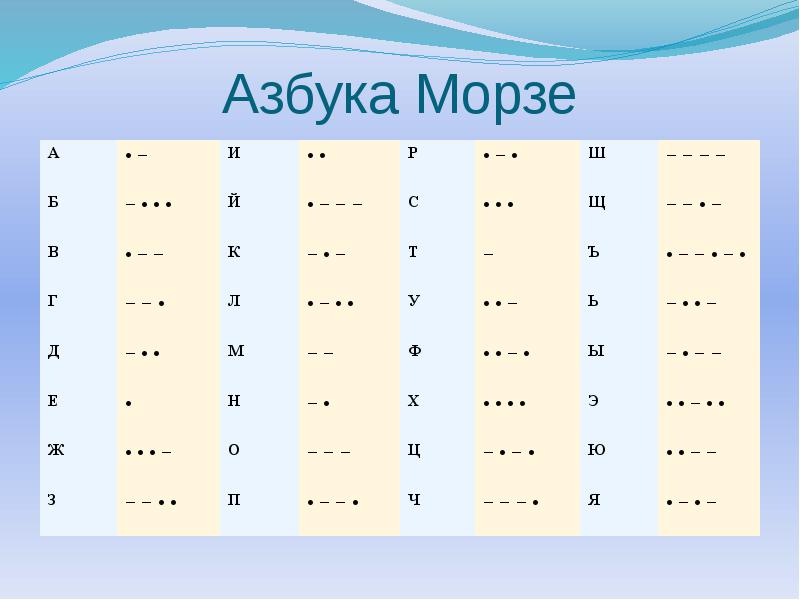 Азбука Морзе
А •– И •• Р •–• Ш ––––
Б –••• Й •––– С ••• Щ ––•–
В •–– К –•– Т – Ъ •––•–•
Г ––• Л •–•• У ••– Ь –••–
Д –•• М –– Ф ••–• Ы –•––
Е • Н –• Х •••• Э ••–••
Ж •••– О ––– Ц –•–• Ю ••––
З ––•• П •––• Ч –––• Я •–•–